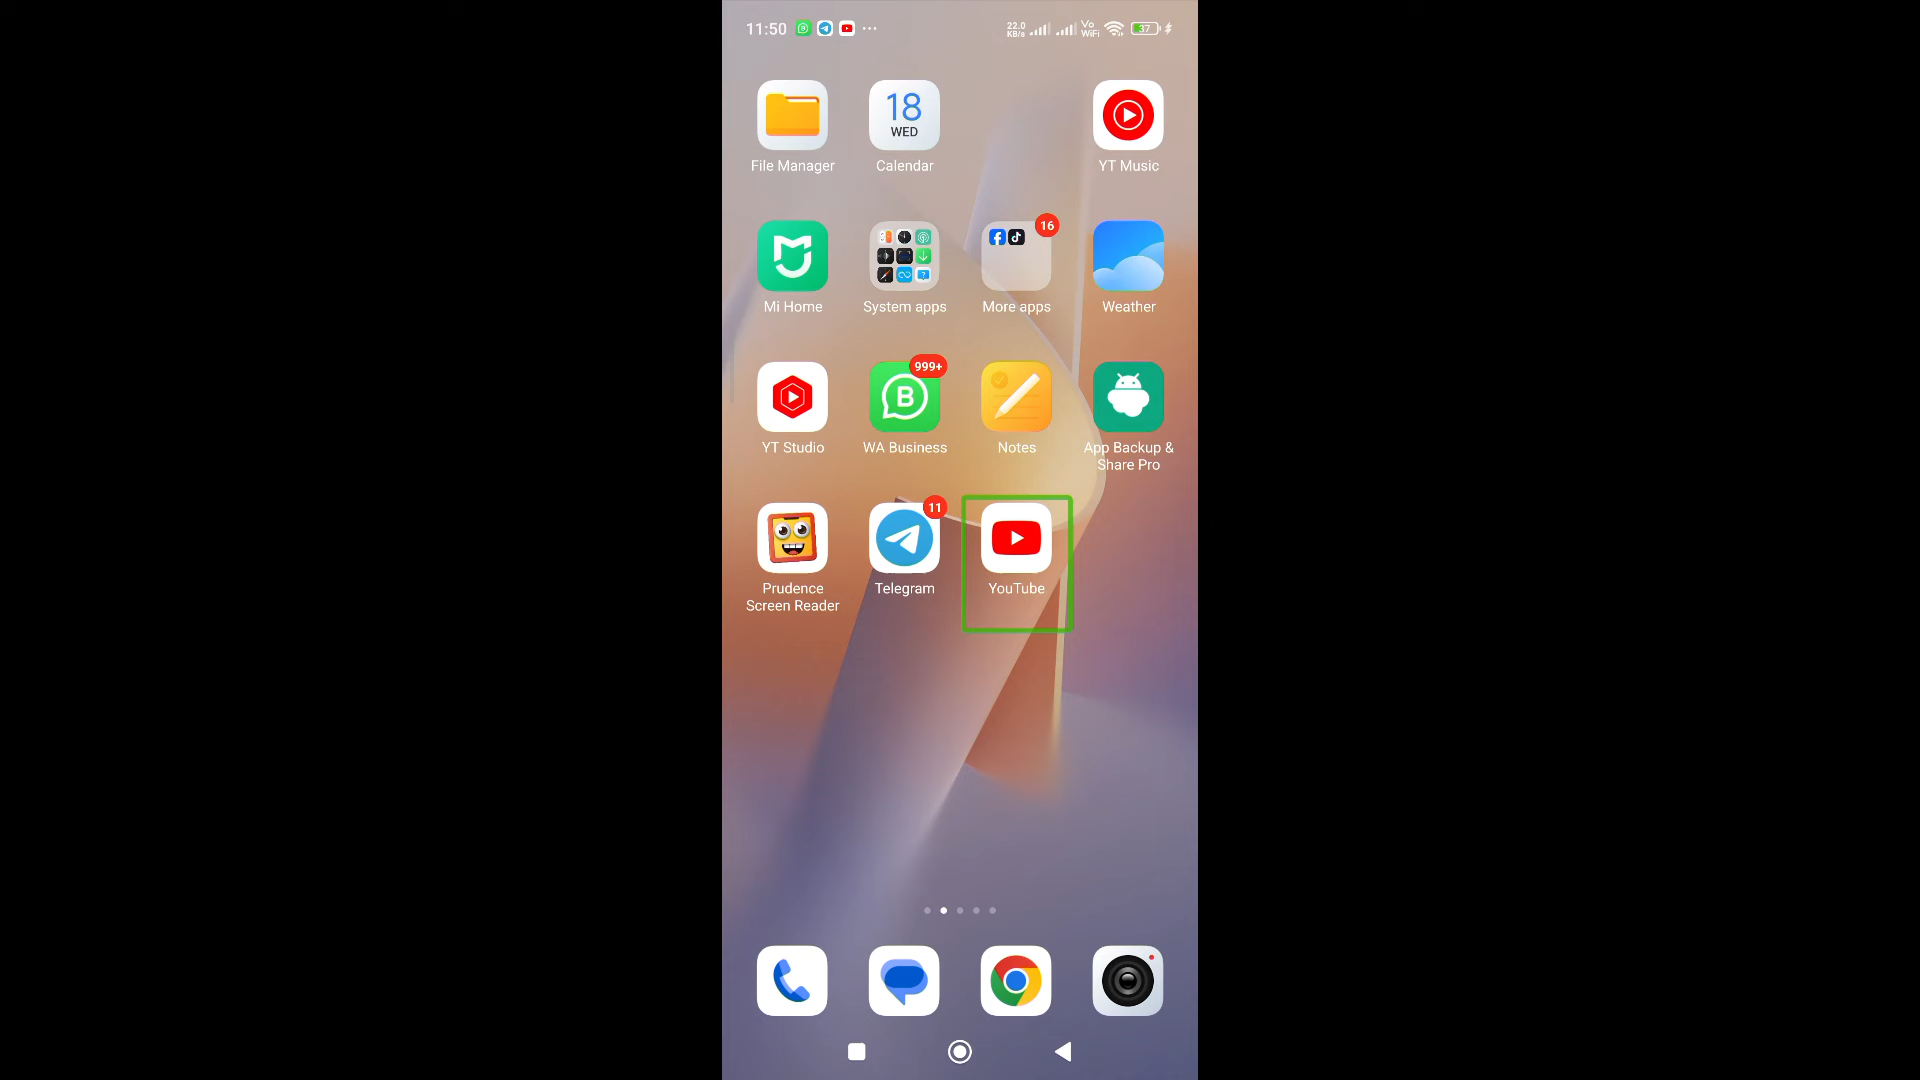 11:50
22.0
KB/s
Vo
WiFi
37
18
WED
File Manager
Calendar
YT Music
16
Mi Home
System apps
More apps
Weather
999+
B
YT Studio
WA Business
Notes
App Backup &
Share Pro
11
Prudence
Screen Reader
Telegram
YouTube